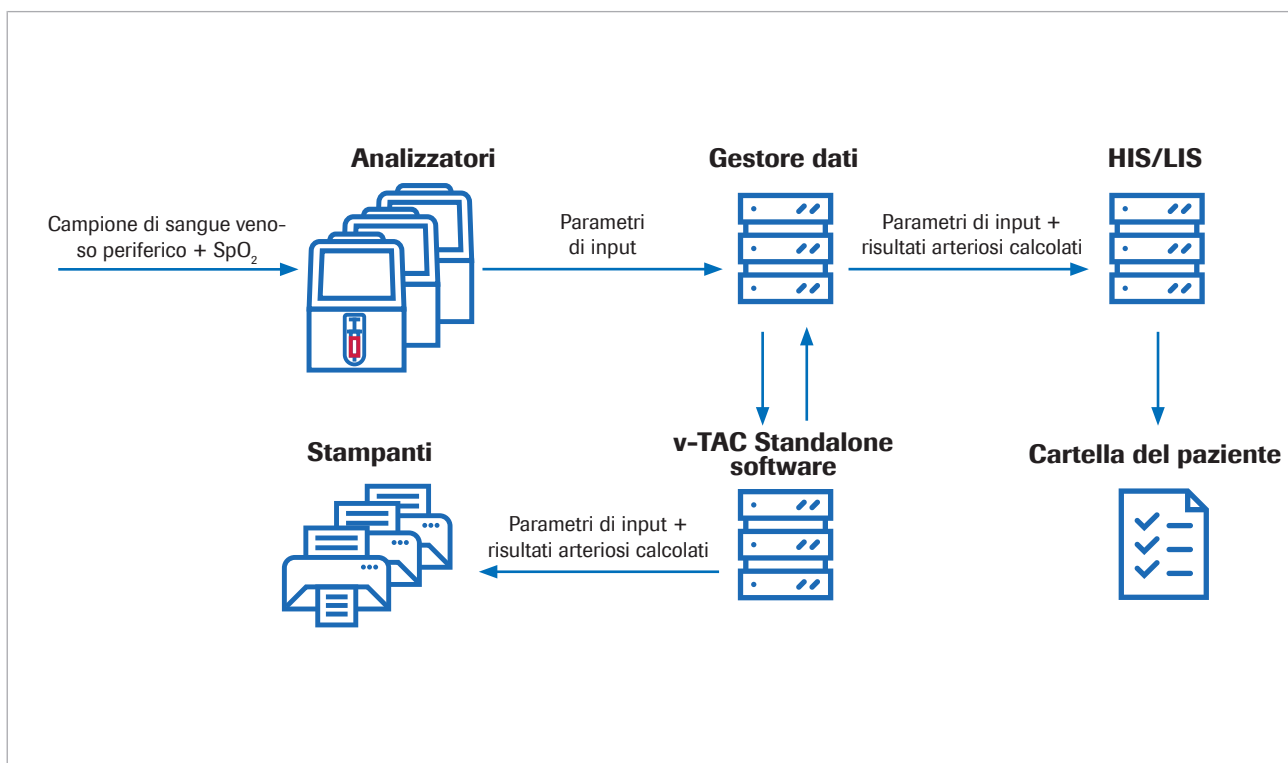 Analizzatori
Gestore dati
HIS/LIS
Campione di sangue veno-
so periferico + SpO₂
Parametri
di input
Parametri di input +
risultati arteriosi calcolati
Stampanti
v-TAC Standalone
software
Cartella del paziente
Parametri di input +
risultati arteriosi calcolati